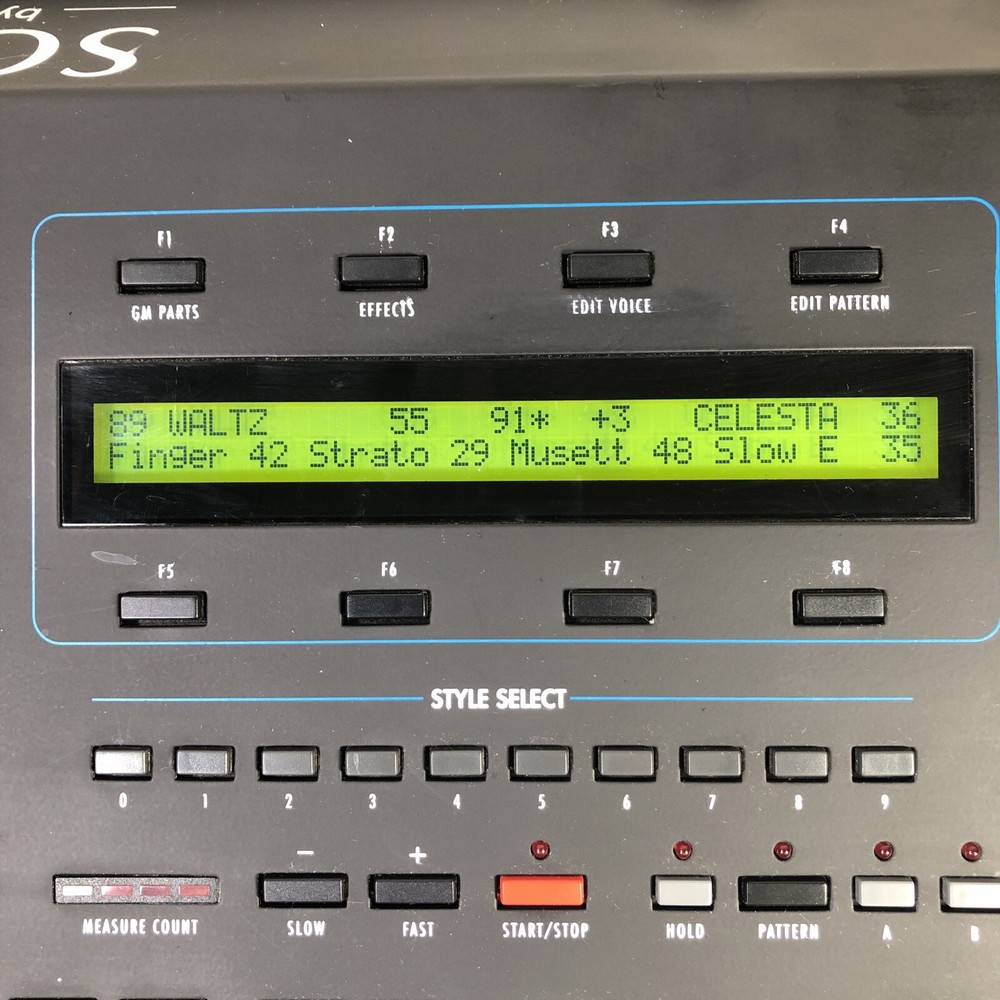 F1 F2 F3 F4
GM PARTS EFFECTS EDIT VOICE EDIT PATTERN
89 WALTZ 55 91* +3 CELESTA 36
Finger 42 Strato 29 Musett 48 Slow E 35
F5 F6 F7 F8
STYLE SELECT
0 1 2 3 4 5 6 7 8 9
− +
MEASURE COUNT SLOW FAST START/STOP HOLD PATTERN A B